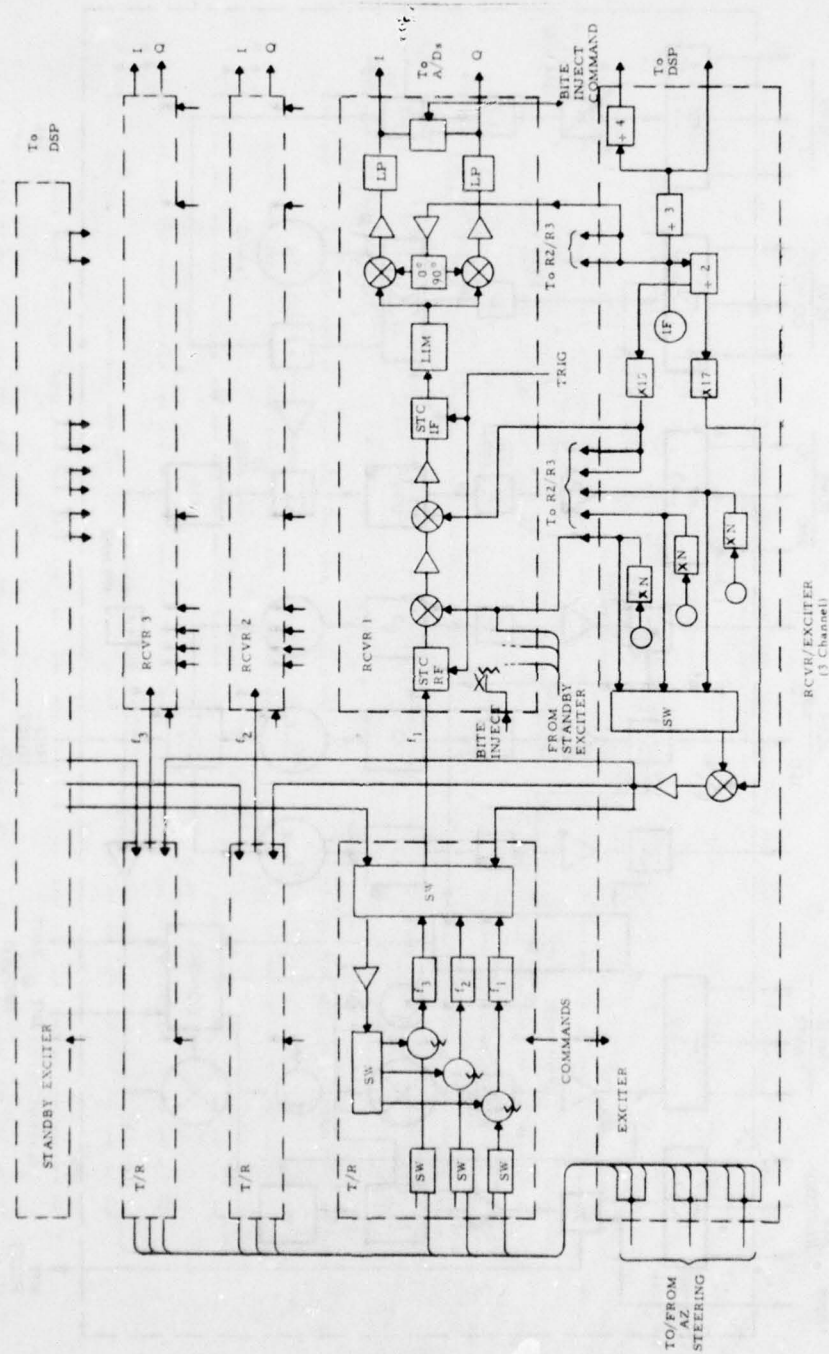 To
DSP
STANDBY EXCITER
T/R
f3
RCVR 3
I
Q
T/R
f2
RCVR 2
I
Q
T/R
SW
SW
SW
SW
f3
f2
f1
SW
f1
RCVR 1
STC
RF
STC
IF
LIM
0°
90°
LP
LP
I
To
A/Ds
Q
BITE
INJECT
FROM
STANDBY
EXCITER
TRIG
BITE
INJECT
COMMAND
COMMANDS
EXCITER
SW
XN
XN
XN
To R2/R3
X15
X17
IF
÷ 2
To R2/R3
÷ 3
÷ 4
To
DSP
TO/FROM
AZ
STEERING
RCVR/EXCITER
(3 Channel)